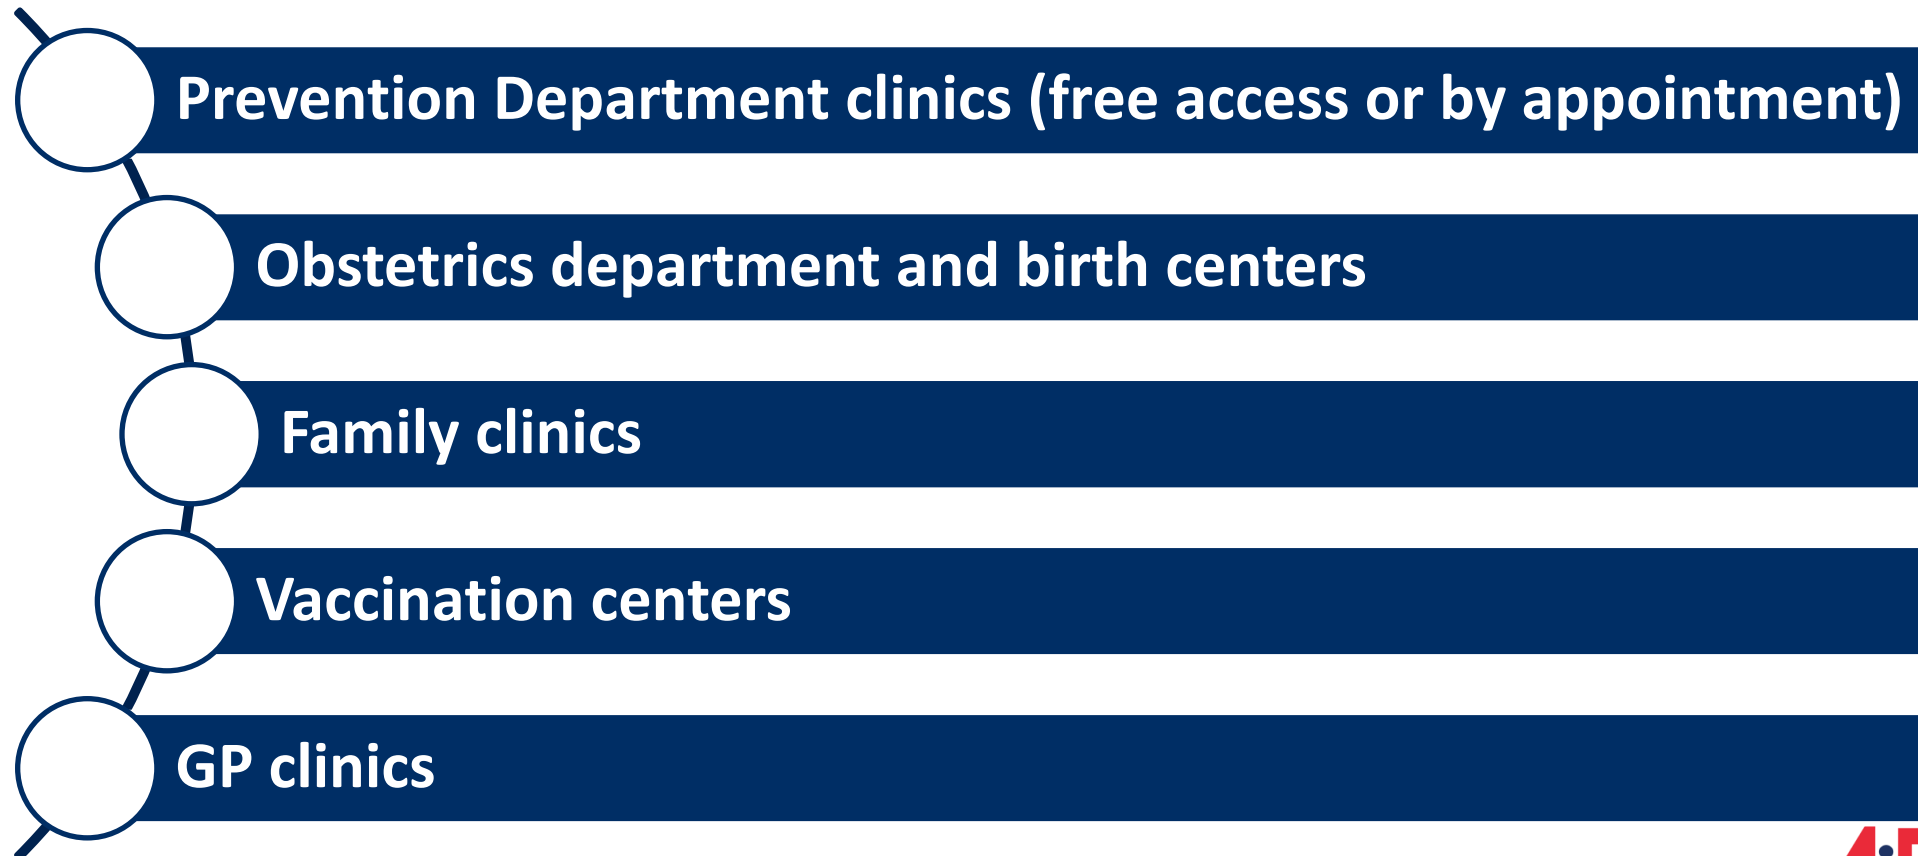 Prevention Department clinics (free access or by appointment)
Obstetrics department and birth centers
Family clinics
Vaccination centers
GP clinics